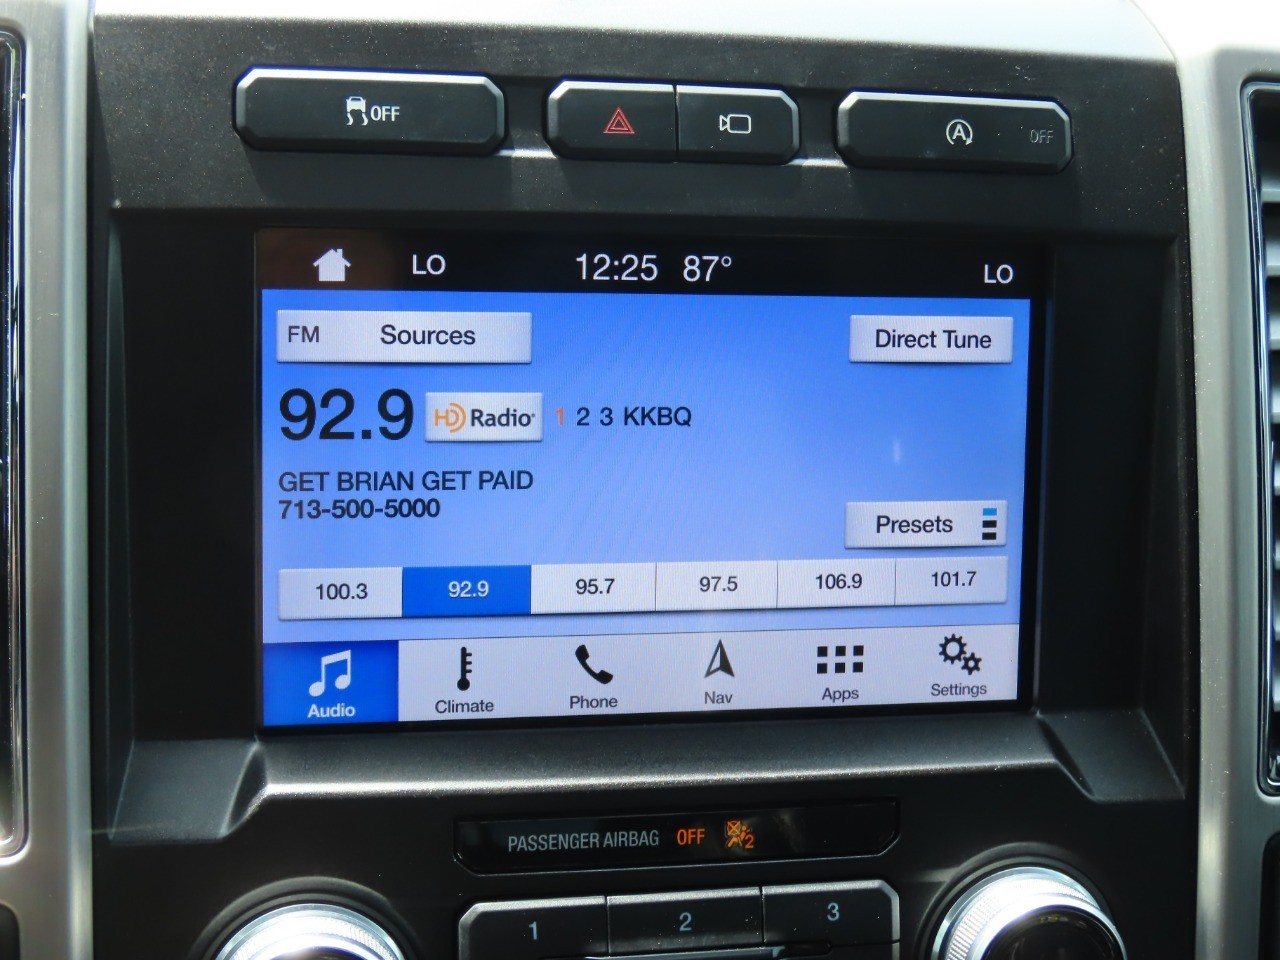 OFF
A OFF
LO 12:25 87° LO
FM Sources Direct Tune
92.9 HD Radio 1 2 3 KKBQ
GET BRIAN GET PAID
713-500-5000
Presets
100.3 92.9 95.7 97.5 106.9 101.7
Audio Climate Phone Nav Apps Settings
PASSENGER AIRBAG OFF 2
1 2 3